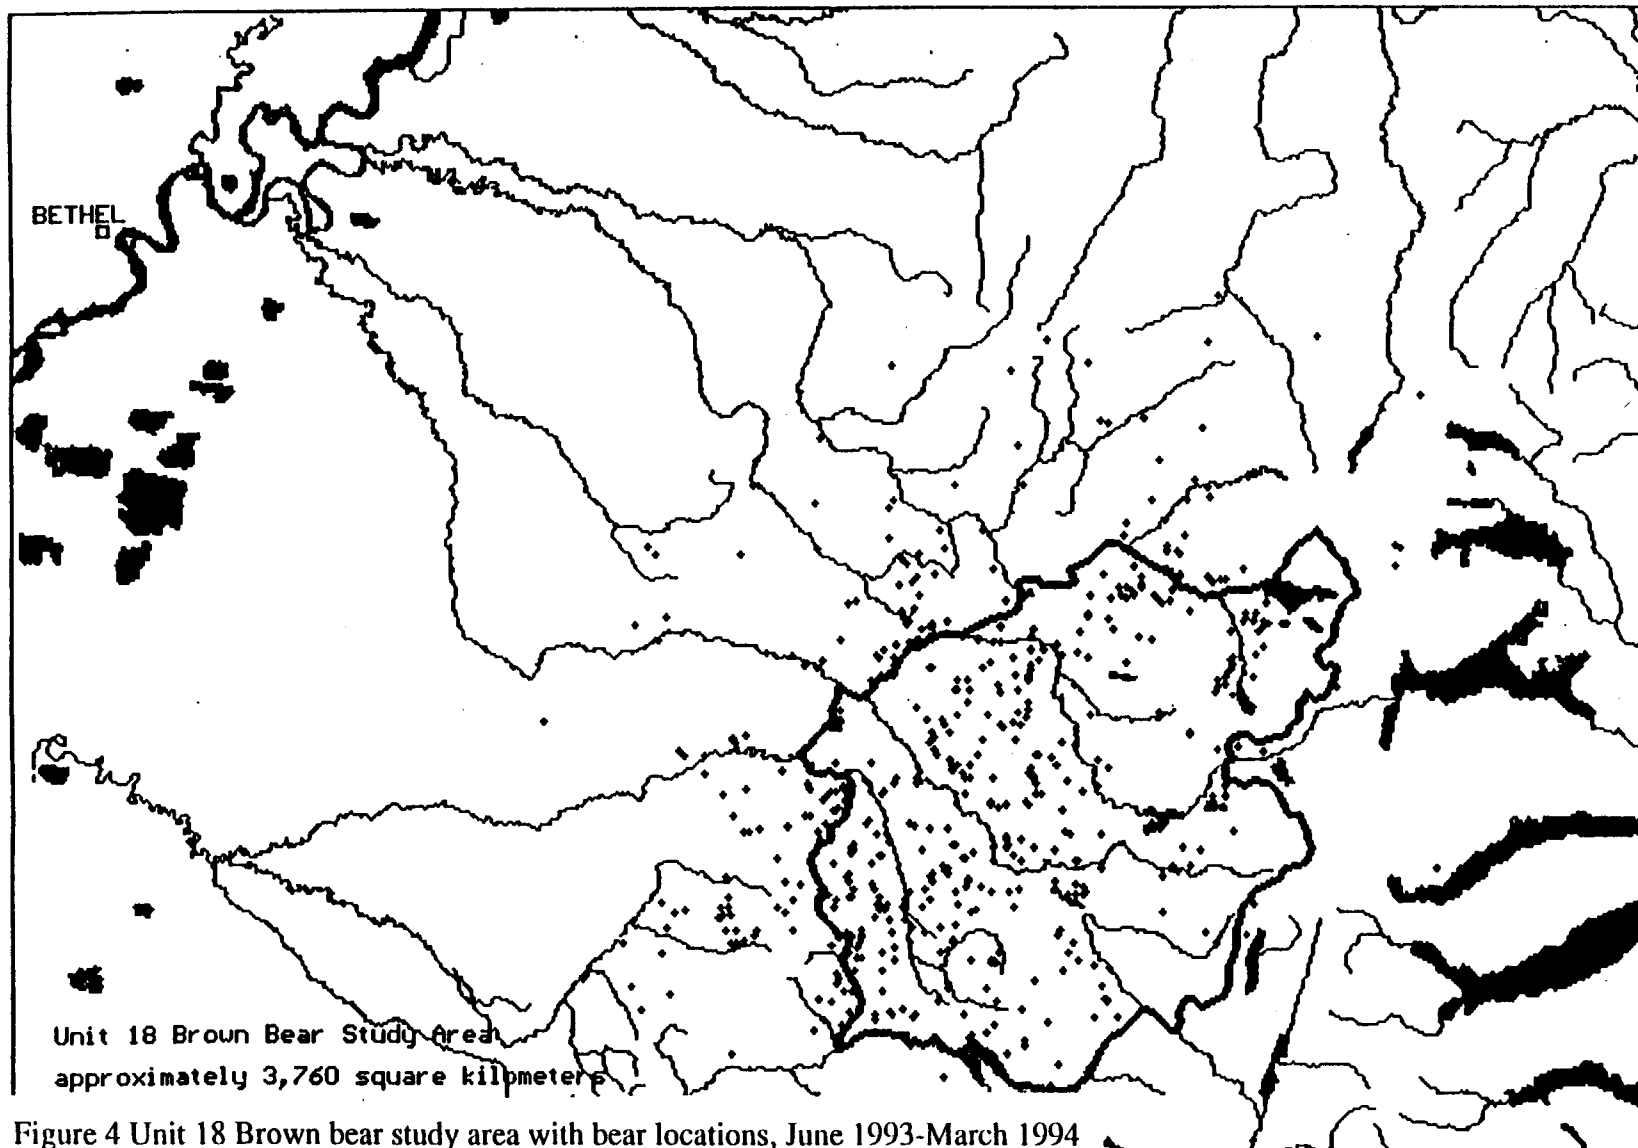 BETHEL
Unit 18 Brown Bear Study Area
approximately 3,760 square kilometers
Figure 4 Unit 18 Brown bear study area with bear locations, June 1993-March 1994